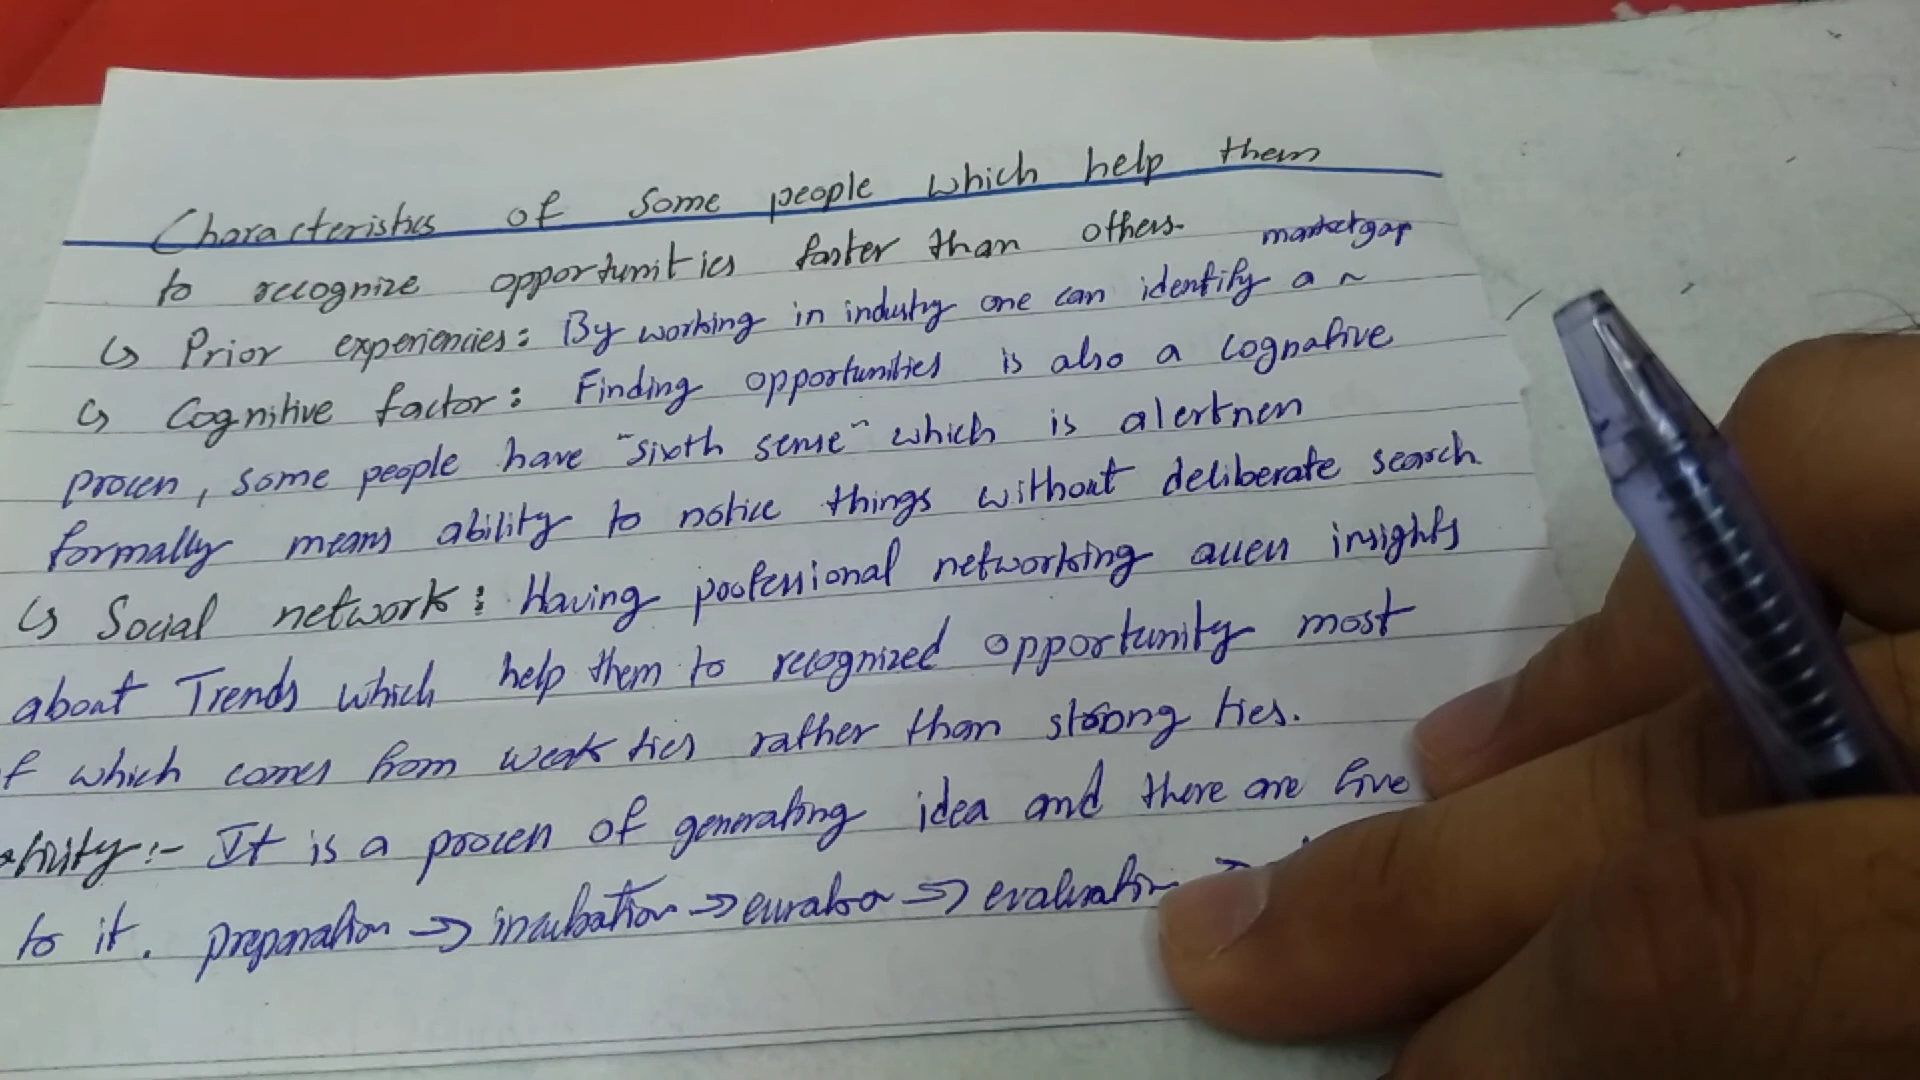 Characteristics of some people which help them
to recognize opportunities faster than others.
market gap
↳ Prior experiencies: By working in industry one can identify a ~
↳ Cognitive factor: Finding opportunities is also a cognative
process, some people have "sixth sense" which is alertness
formally means ability to notice things without deliberate search
↳ Social network: Having professional networking access insights
about Trends which help them to recognized opportunity most
f which comes from weak ties rather than strong ties.
ativity:- It is a process of generating idea and there are five
to it. preparation → incubation → → evaluation →